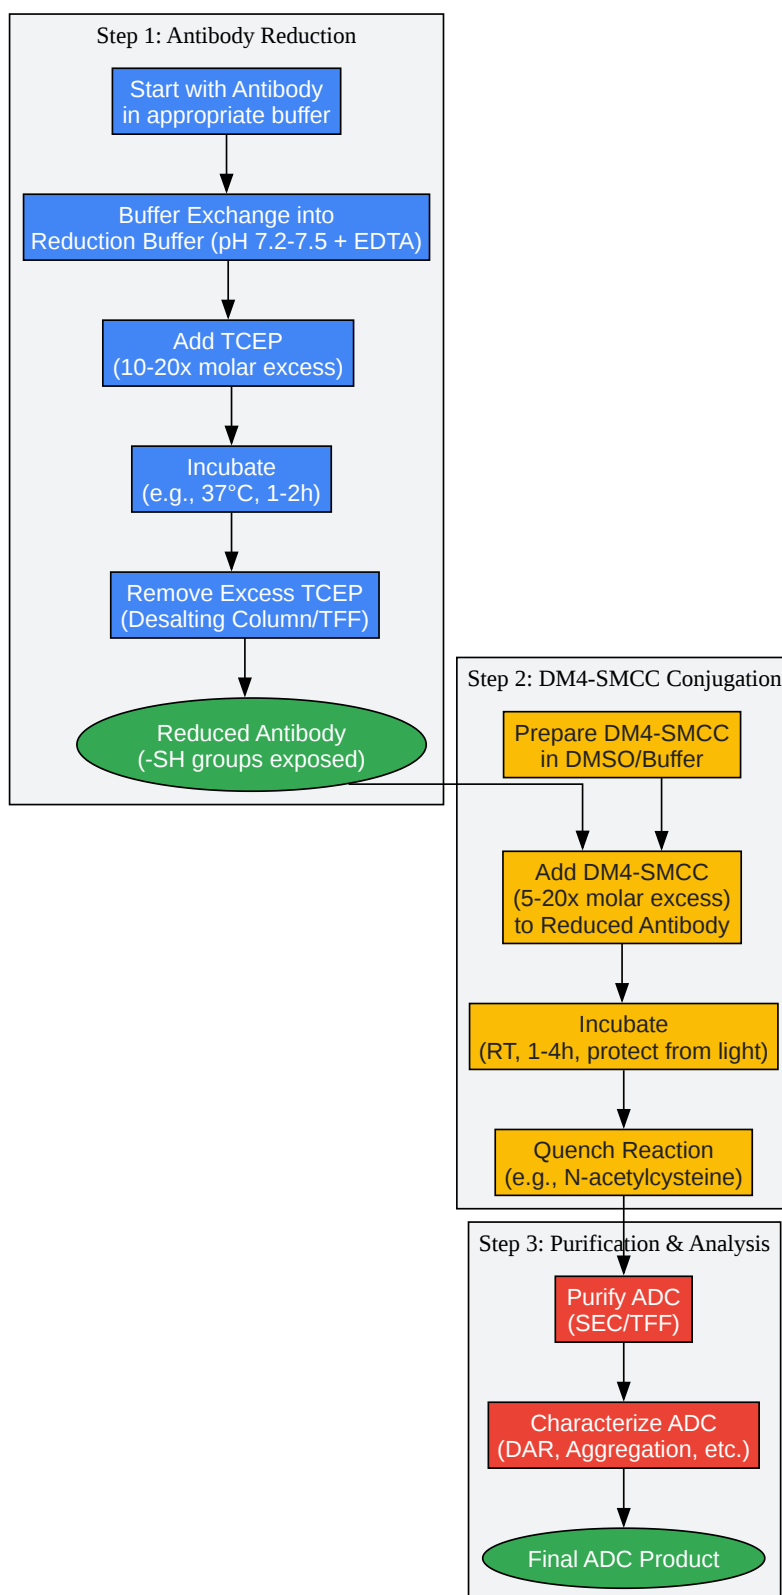 Step 1: Antibody Reduction
Start with Antibody
in appropriate buffer
Buffer Exchange into
Reduction Buffer (pH 7.2-7.5 + EDTA)
Add TCEP
(10-20x molar excess)
Incubate
(e.g., 37°C, 1-2h)
Remove Excess TCEP
(Desalting Column/TFF)
Reduced Antibody
(-SH groups exposed)
Step 2: DM4-SMCC Conjugation
Prepare DM4-SMCC
in DMSO/Buffer
Add DM4-SMCC
(5-20x molar excess)
to Reduced Antibody
Incubate
(RT, 1-4h, protect from light)
Quench Reaction
(e.g., N-acetylcysteine)
Step 3: Purification & Analysis
Purify ADC
(SEC/TFF)
Characterize ADC
(DAR, Aggregation, etc.)
Final ADC Product